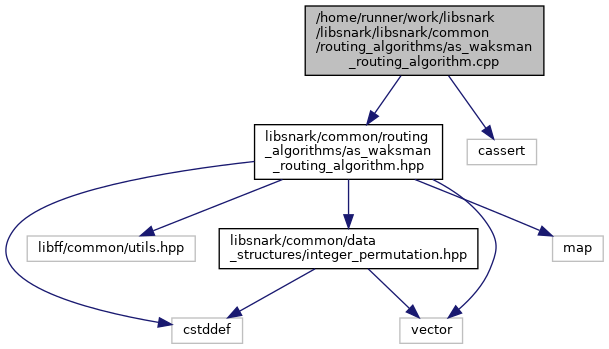 /home/runner/work/libsnark
/libsnark/libsnark/common
/routing_algorithms/as_waksman
_routing_algorithm.cpp
libsnark/common/routing
_algorithms/as_waksman
_routing_algorithm.hpp
cassert
libff/common/utils.hpp
libsnark/common/data
_structures/integer_permutation.hpp
map
cstddef
vector